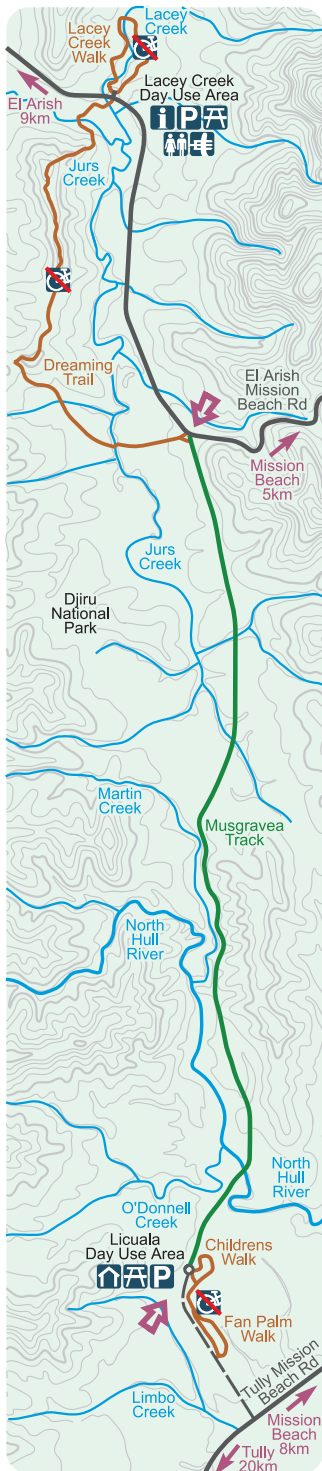 Lacey
Creek
Walk
Lacey
Creek
El Arish
9km
Lacey Creek
Day Use Area
i P
Jurs
Creek
Dreaming
Trail
El Arish
Mission
Beach Rd
Mission
Beach
5km
Jurs
Creek
Djiru
National
Park
Martin
Creek
Musgravea
Track
North
Hull
River
North
Hull
River
O'Donnell
Creek
Licuala
Day Use Area
P
Childrens
Walk
Fan Palm
Walk
Tully Mission
Beach Rd
Limbo
Creek
Mission
Beach
8km
Tully
20km